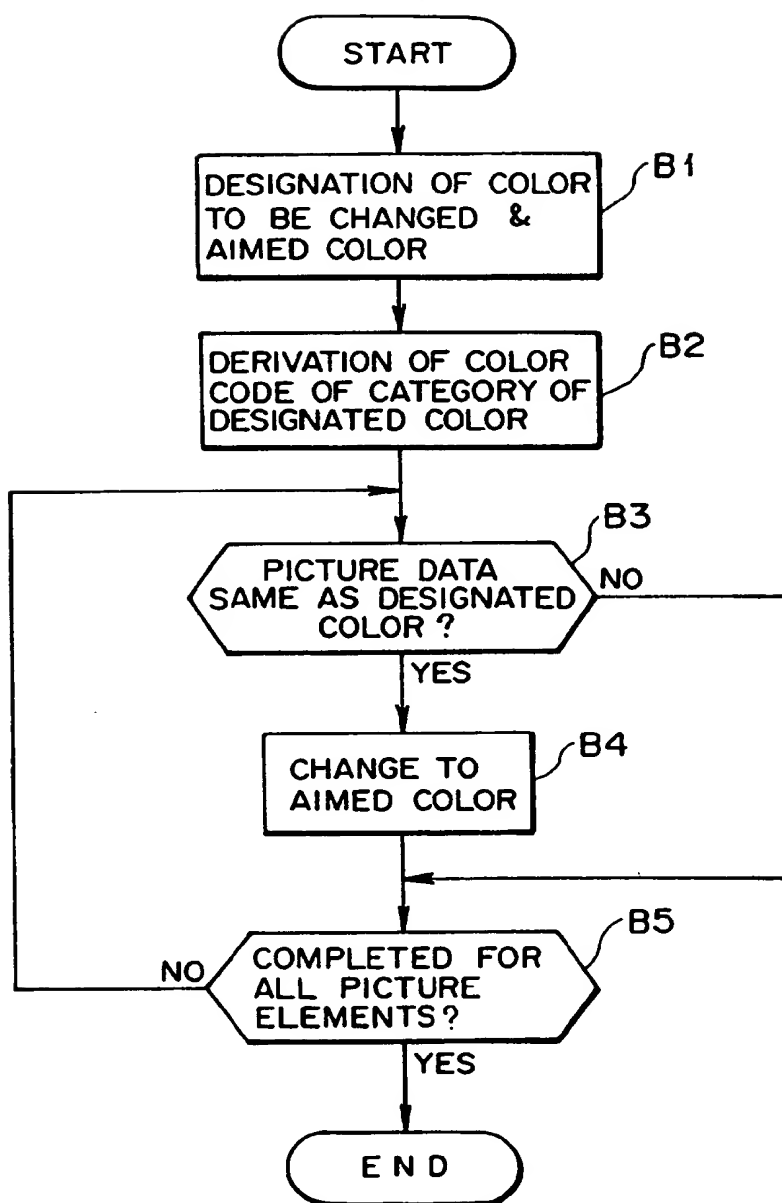 START
DESIGNATION OF COLOR
TO BE CHANGED &
AIMED COLOR
B1
DERIVATION OF COLOR
CODE OF CATEGORY OF
DESIGNATED COLOR
B2
PICTURE DATA
SAME AS DESIGNATED
COLOR?
B3
NO
YES
CHANGE TO
AIMED COLOR
B4
COMPLETED FOR
ALL PICTURE
ELEMENTS?
B5
NO
YES
END